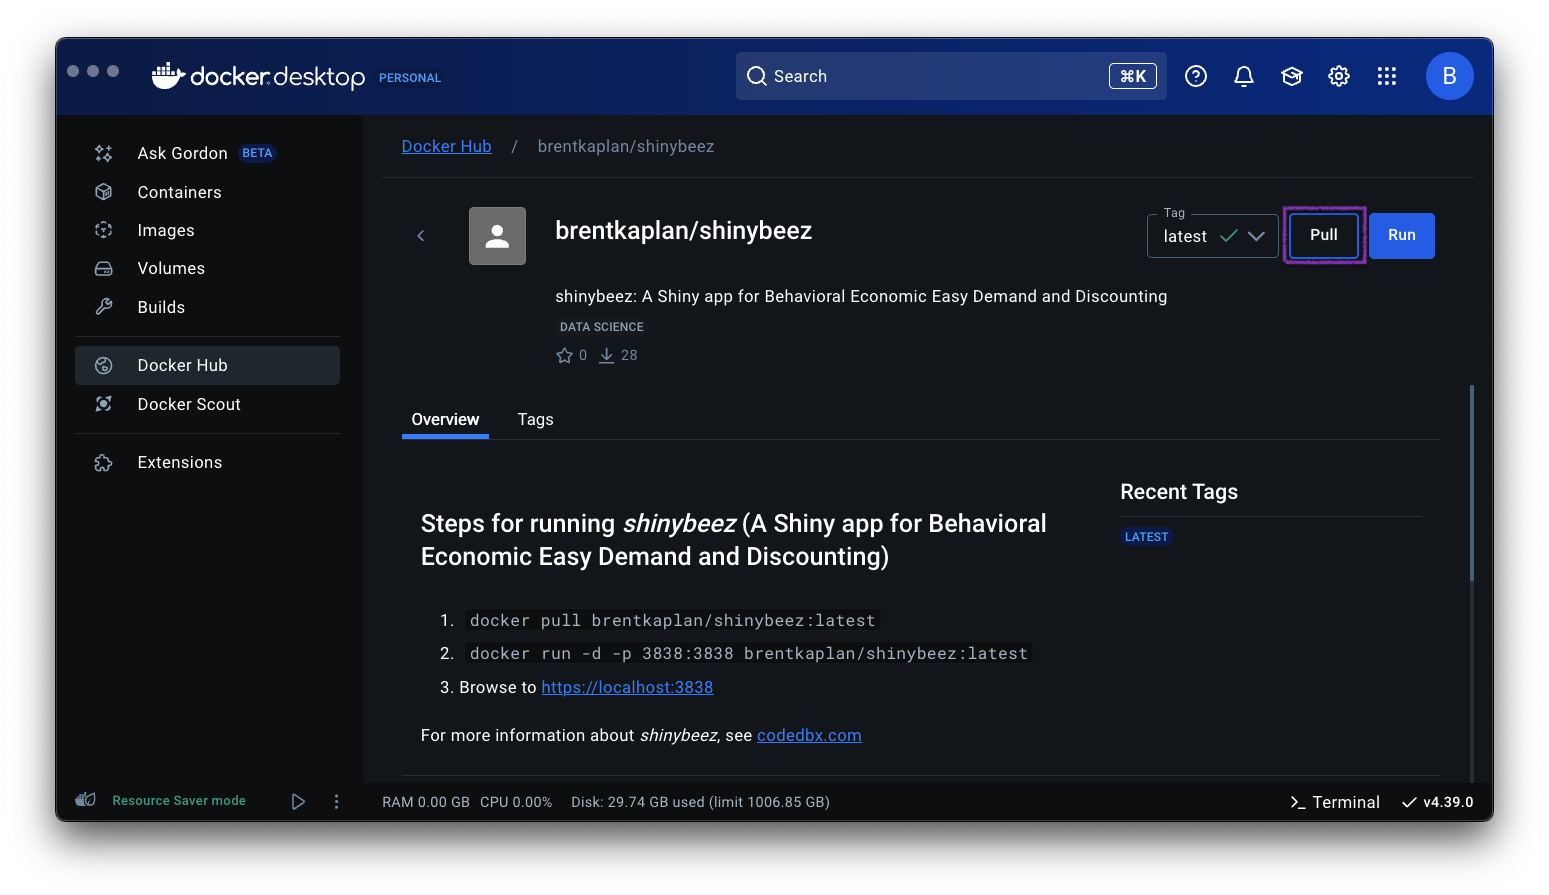 docker desktop PERSONAL
Search ⌘K
B
Ask Gordon BETA
Containers
Images
Volumes
Builds
Docker Hub
Docker Scout
Extensions
Docker Hub / brentkaplan/shinybeez
brentkaplan/shinybeez
Tag
latest
Pull
Run
shinybeez: A Shiny app for Behavioral Economic Easy Demand and Discounting
DATA SCIENCE
0 28
Overview Tags
Steps for running shinybeez (A Shiny app for Behavioral
Economic Easy Demand and Discounting)
1. docker pull brentkaplan/shinybeez:latest
2. docker run -d -p 3838:3838 brentkaplan/shinybeez:latest
3. Browse to https://localhost:3838
For more information about shinybeez, see codedbx.com
Recent Tags
LATEST
Resource Saver mode
RAM 0.00 GB CPU 0.00% Disk: 29.74 GB used (limit 1006.85 GB)
Terminal
v4.39.0